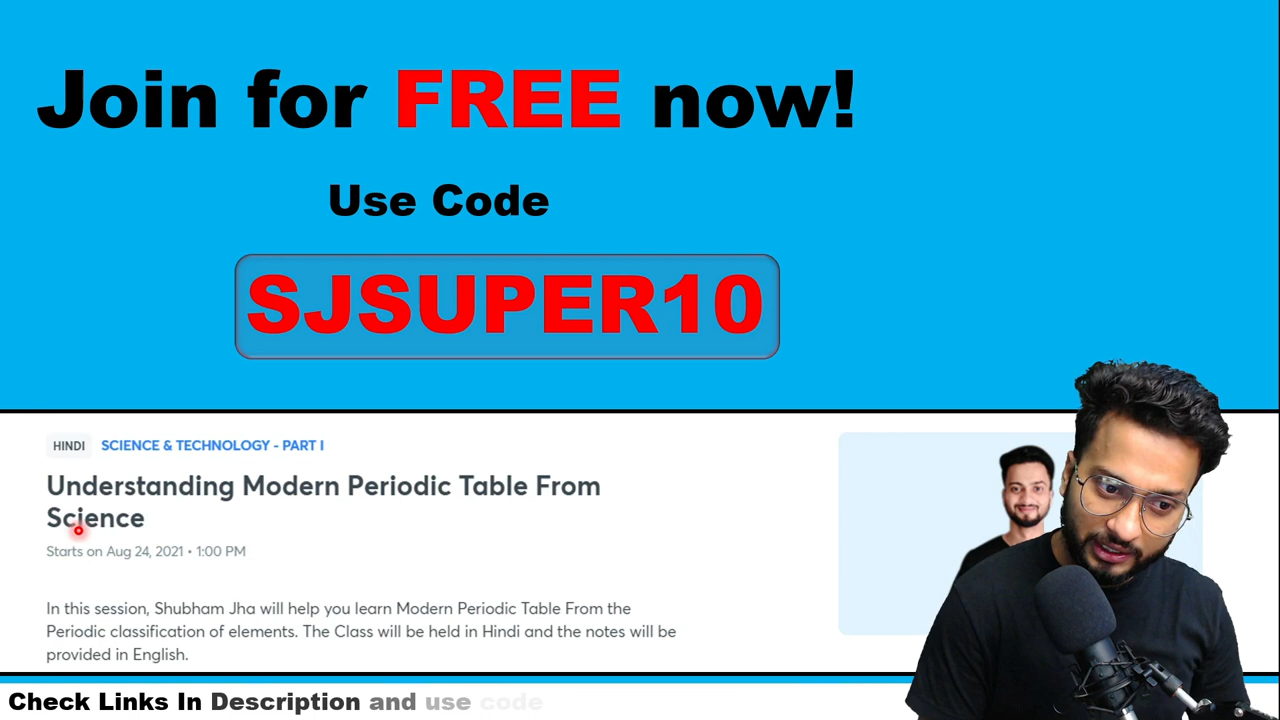 Join for FREE now!
Use Code
SJSUPER10
HINDI SCIENCE & TECHNOLOGY - PART I
Understanding Modern Periodic Table From
Science
Starts on Aug 24, 2021 • 1:00 PM
In this session, Shubham Jha will help you learn Modern Periodic Table From the
Periodic classification of elements. The Class will be held in Hindi and the notes will be
provided in English.
Check Links In Description and use code